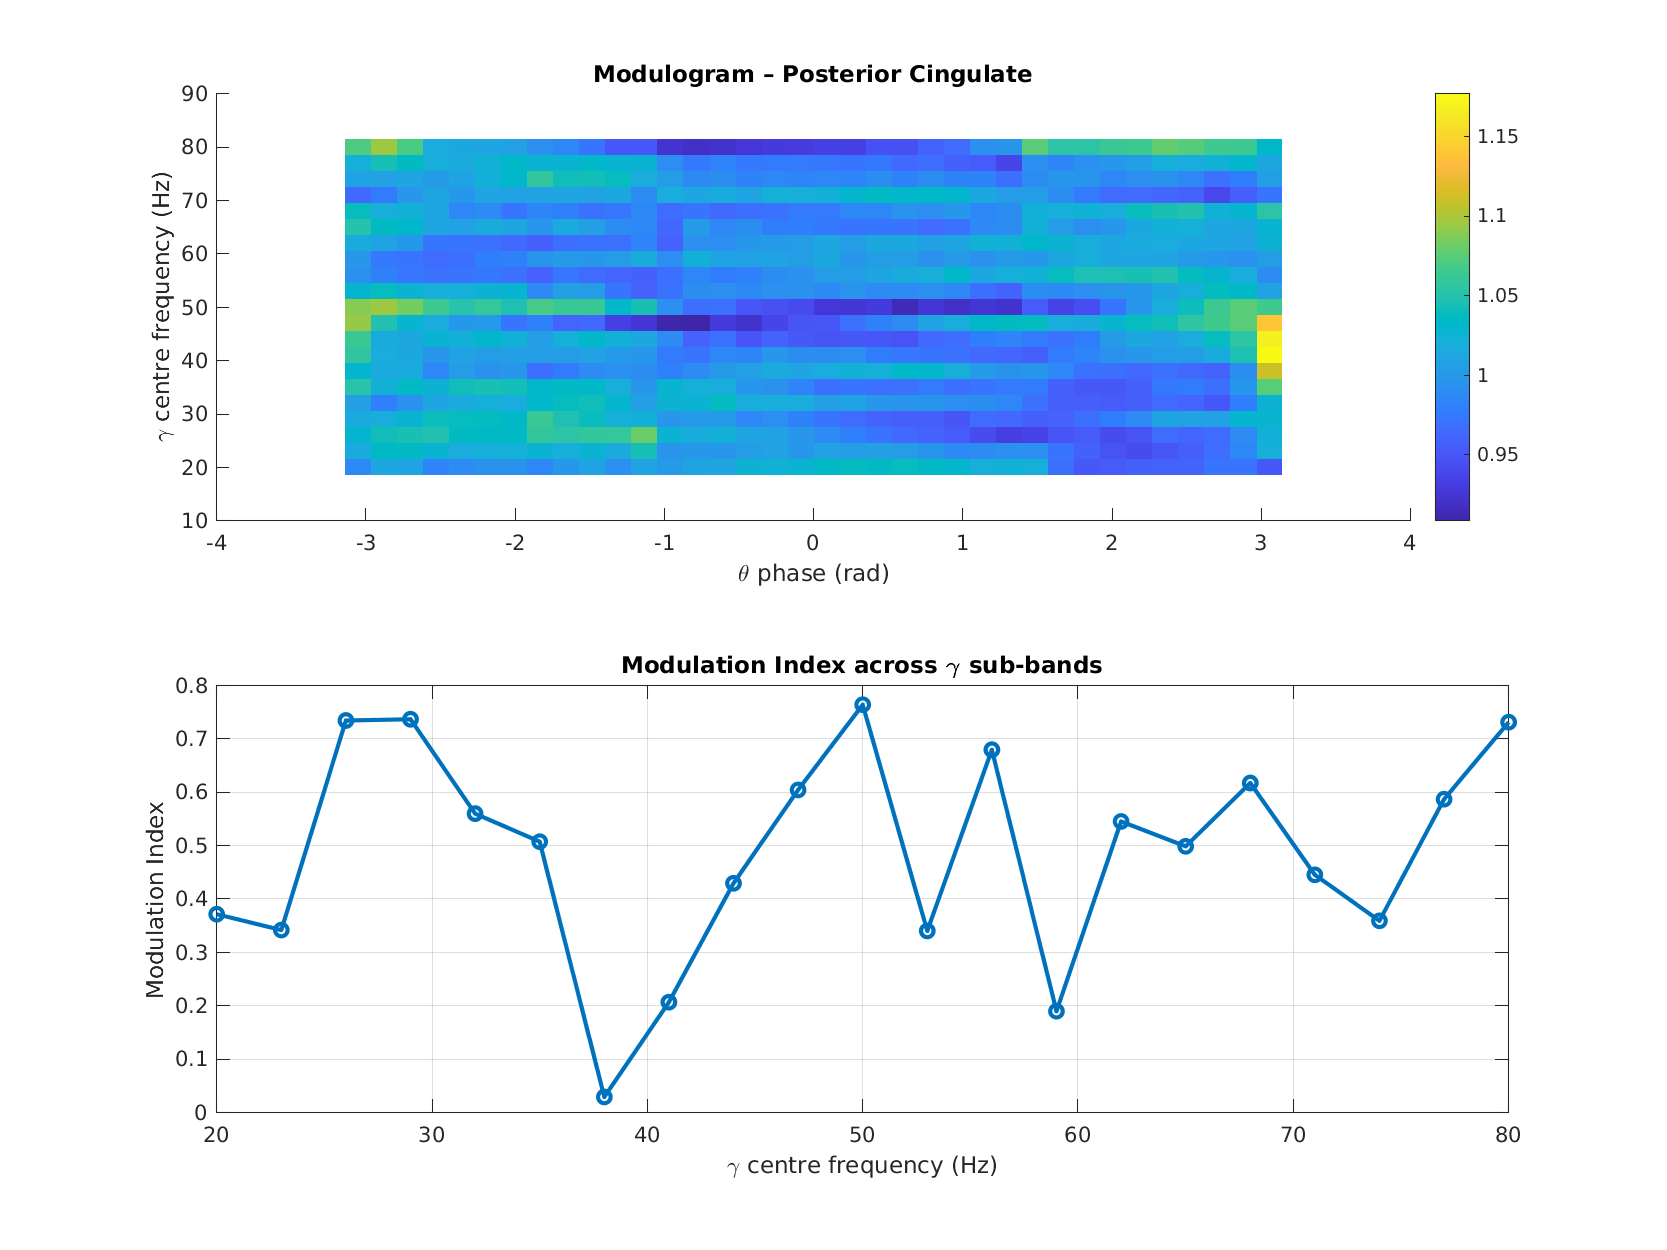 Modulogram – Posterior Cingulate
γ centre frequency (Hz)
90
80
70
60
50
40
30
20
10
-4 -3 -2 -1 0 1 2 3 4
θ phase (rad)
1.15
1.1
1.05
1
0.95
Modulation Index across γ sub-bands
Modulation Index
0.8
0.7
0.6
0.5
0.4
0.3
0.2
0.1
0
20 30 40 50 60 70 80
γ centre frequency (Hz)